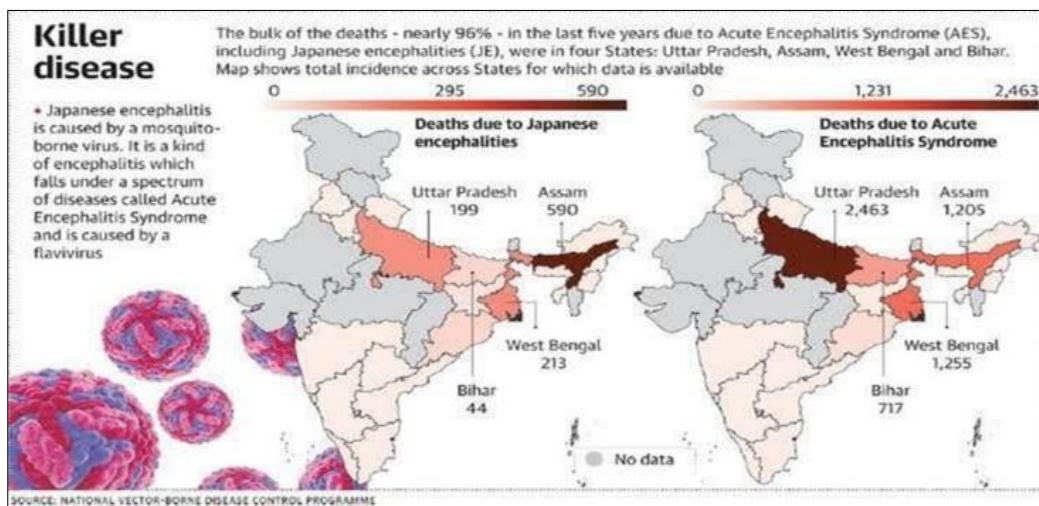 Killer
disease
The bulk of the deaths - nearly 96% - in the last five years due to Acute Encephalitis Syndrome (AES),
including Japanese encephalities (JE), were in four States: Uttar Pradesh, Assam, West Bengal and Bihar.
Map shows total incidence across States for which data is available
• Japanese encephalitis
is caused by a mosquito-
borne virus. It is a kind
of encephalitis which
falls under a spectrum
of diseases called Acute
Encephalitis Syndrome
and is caused by a
flavivirus
0 295 590
Deaths due to Japanese
encephalities
Uttar Pradesh
199
Assam
590
West Bengal
213
Bihar
44
0 1,231 2,463
Deaths due to Acute
Encephalitis Syndrome
Uttar Pradesh
2,463
Assam
1,205
West Bengal
1,255
Bihar
717
No data
SOURCE: NATIONAL VECTOR-BORNE DISEASE CONTROL PROGRAMME